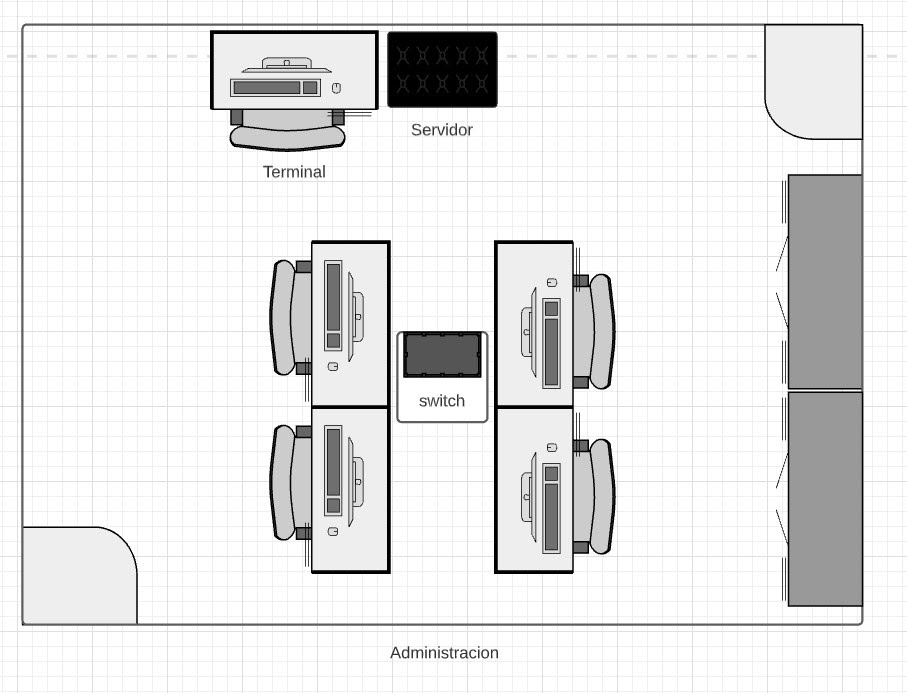 Servidor
Terminal
switch
Administracion